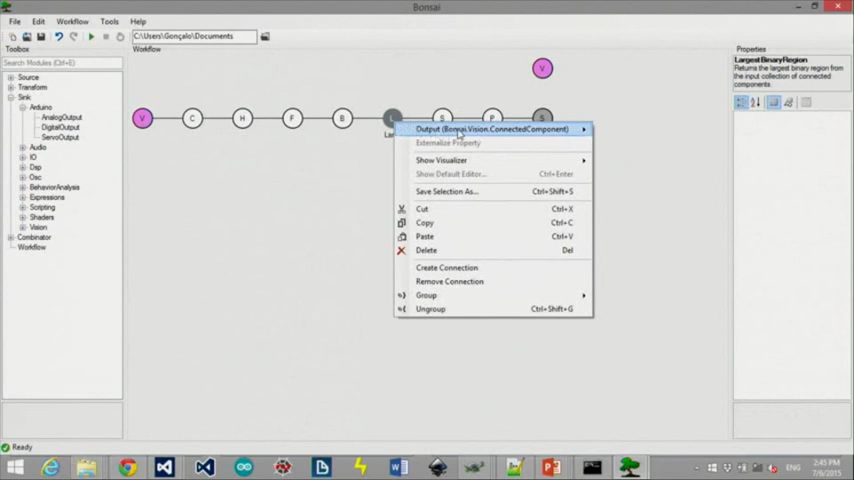 Bonsai
File Edit Workflow Tools Help
C:\Users\Gonçalo\Documents
Toolbox
Workflow
Properties
Search Modules (Ctrl+E)
Source
Transform
Sink
Arduino
AnalogOutput
DigitalOutput
ServoOutput
Audio
IO
Dsp
Osc
BehaviorAnalysis
Expressions
Scripting
Shaders
Vision
Combinator
Workflow
V
V C H F B L S P S
Output (Bonsai.Vision.ConnectedComponent)
Externalize Property
Show Visualizer
Show Default Editor... Ctrl+Enter
Save Selection As... Ctrl+Shift+S
Cut Ctrl+X
Copy Ctrl+C
Paste Ctrl+V
Delete Del
Create Connection
Remove Connection
Group
Ungroup Ctrl+Shift+G
LargestBinaryRegion
Returns the largest binary region from the input collection of connected components.
Ready
ENG
2:45 PM
7/6/2015